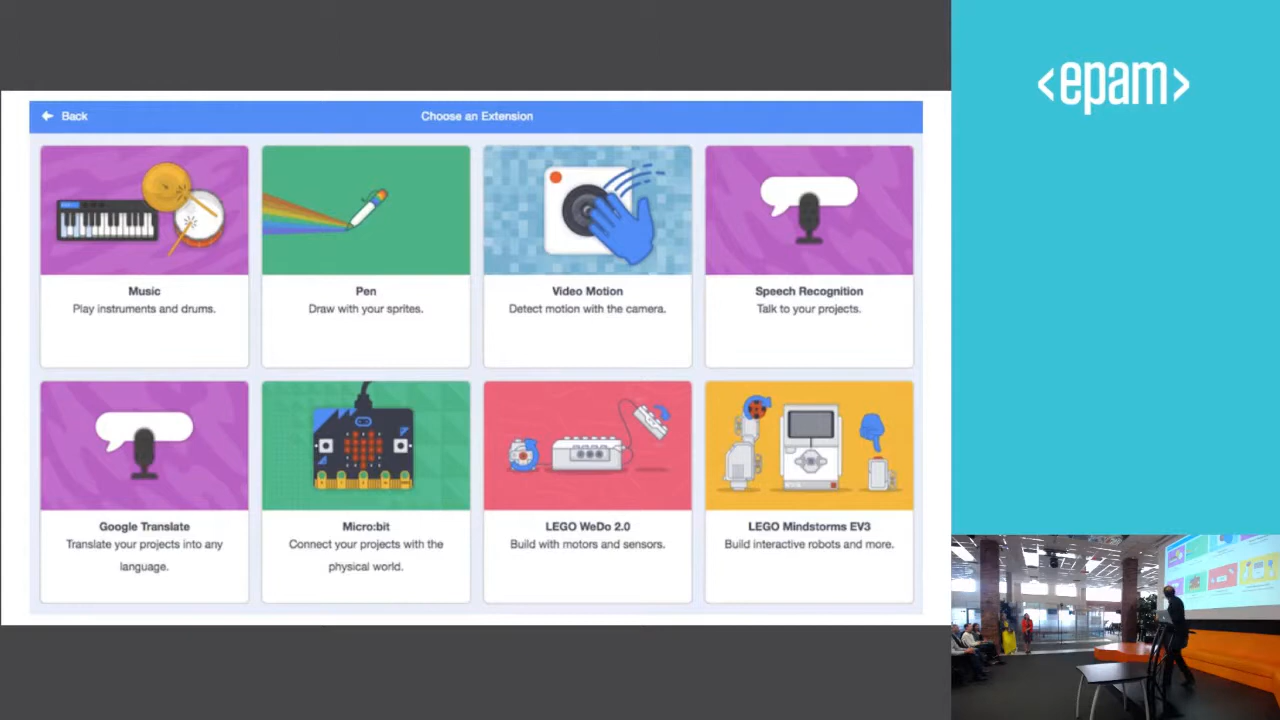 Back
Choose an Extension
<epam>
Music
Play instruments and drums.
Pen
Draw with your sprites.
Video Motion
Detect motion with the camera.
Speech Recognition
Talk to your projects.
Google Translate
Translate your projects into any
language.
Micro:bit
Connect your projects with the
physical world.
LEGO WeDo 2.0
Build with motors and sensors.
LEGO Mindstorms EV3
Build interactive robots and more.